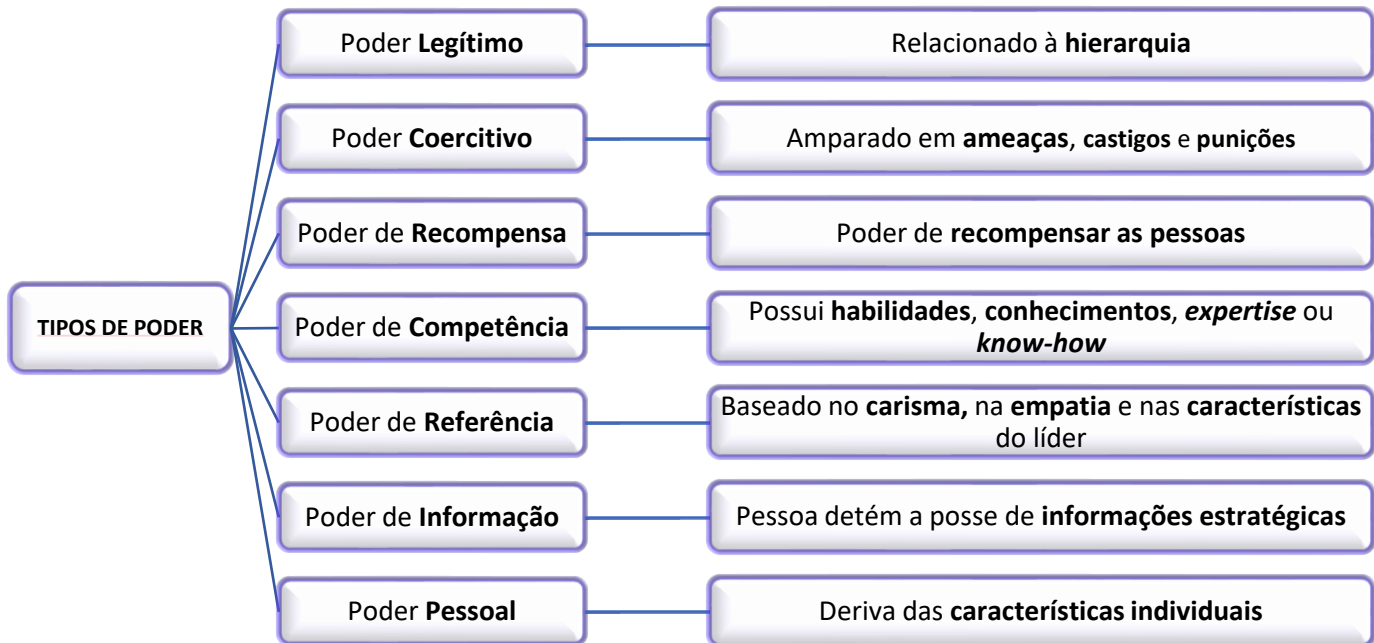 TIPOS DE PODER
Poder Legítimo
Relacionado à hierarquia
Poder Coercitivo
Amparado em ameaças, castigos e punições
Poder de Recompensa
Poder de recompensar as pessoas
Poder de Competência
Possui habilidades, conhecimentos, expertise ou
know-how
Poder de Referência
Baseado no carisma, na empatia e nas características
do líder
Poder de Informação
Pessoa detém a posse de informações estratégicas
Poder Pessoal
Deriva das características individuais